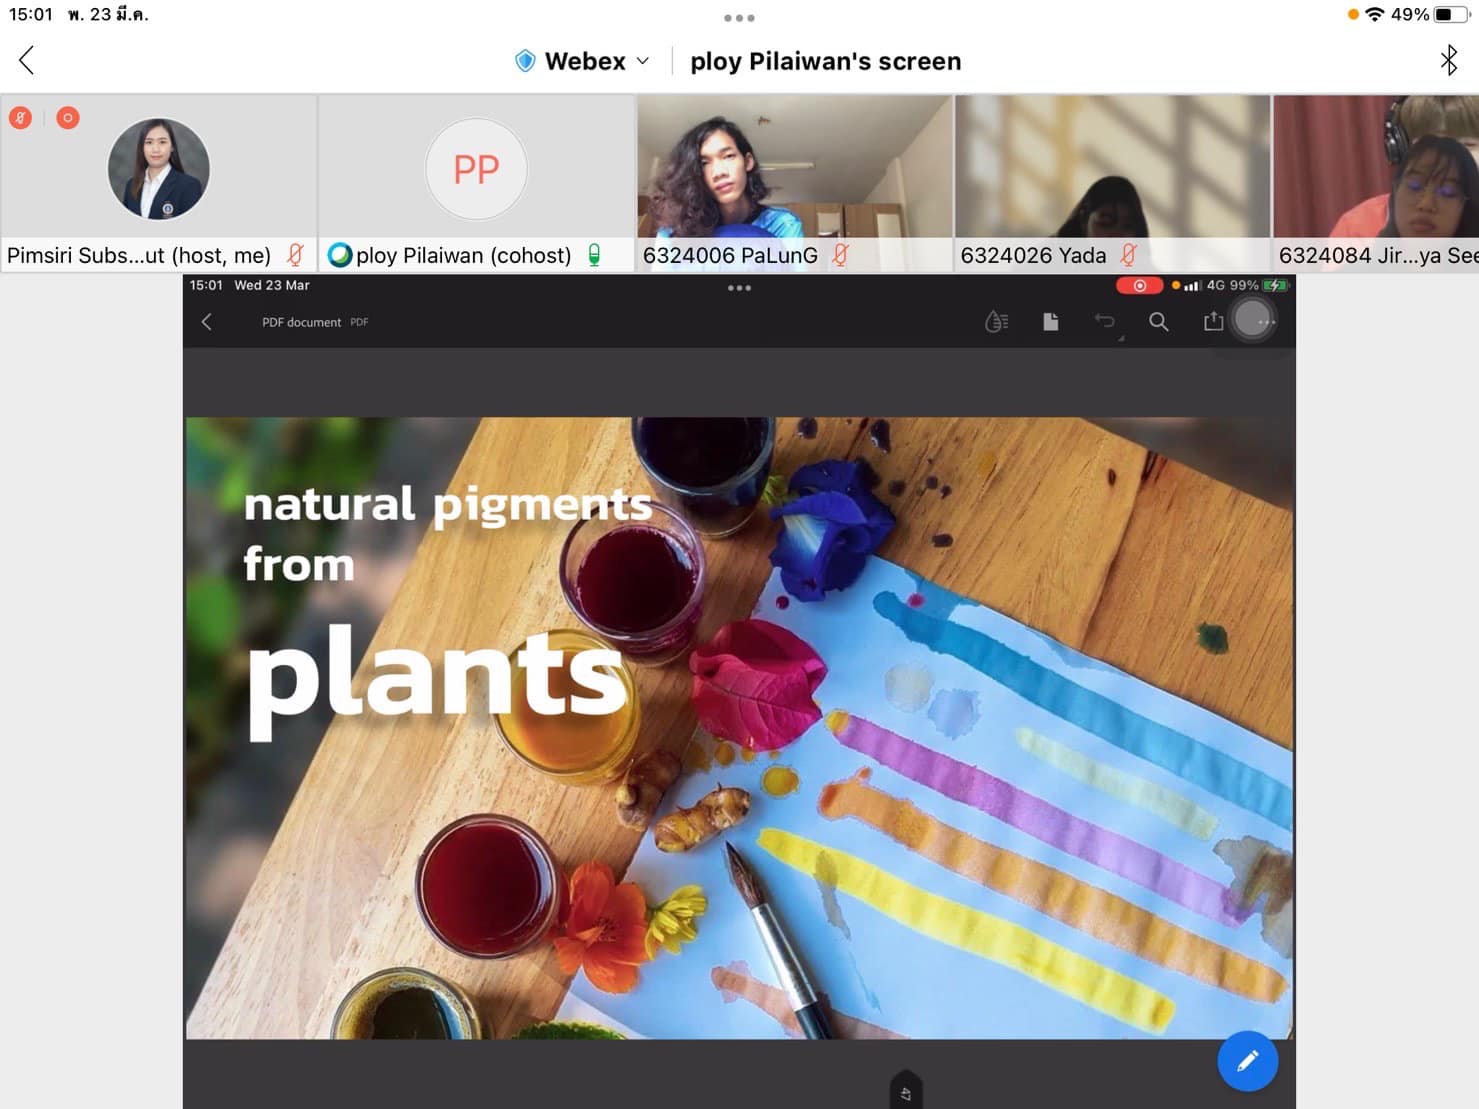 15:01 พ. 23 มี.ค.
49%
Webex
ploy Pilaiwan's screen
PP
Pimsiri Subs...ut (host, me)
ploy Pilaiwan (cohost)
6324006 PaLunG
6324026 Yada
6324084 Jir...ya See
15:01 Wed 23 Mar
4G 99%
PDF document PDF
natural pigments
from
plants